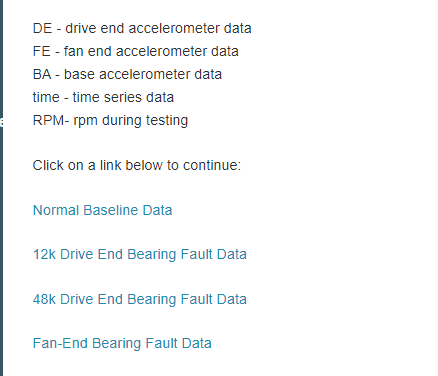 DE - drive end accelerometer data
FE - fan end accelerometer data
BA - base accelerometer data
time - time series data
RPM- rpm during testing
Click on a link below to continue:
Normal Baseline Data
12k Drive End Bearing Fault Data
48k Drive End Bearing Fault Data
Fan-End Bearing Fault Data